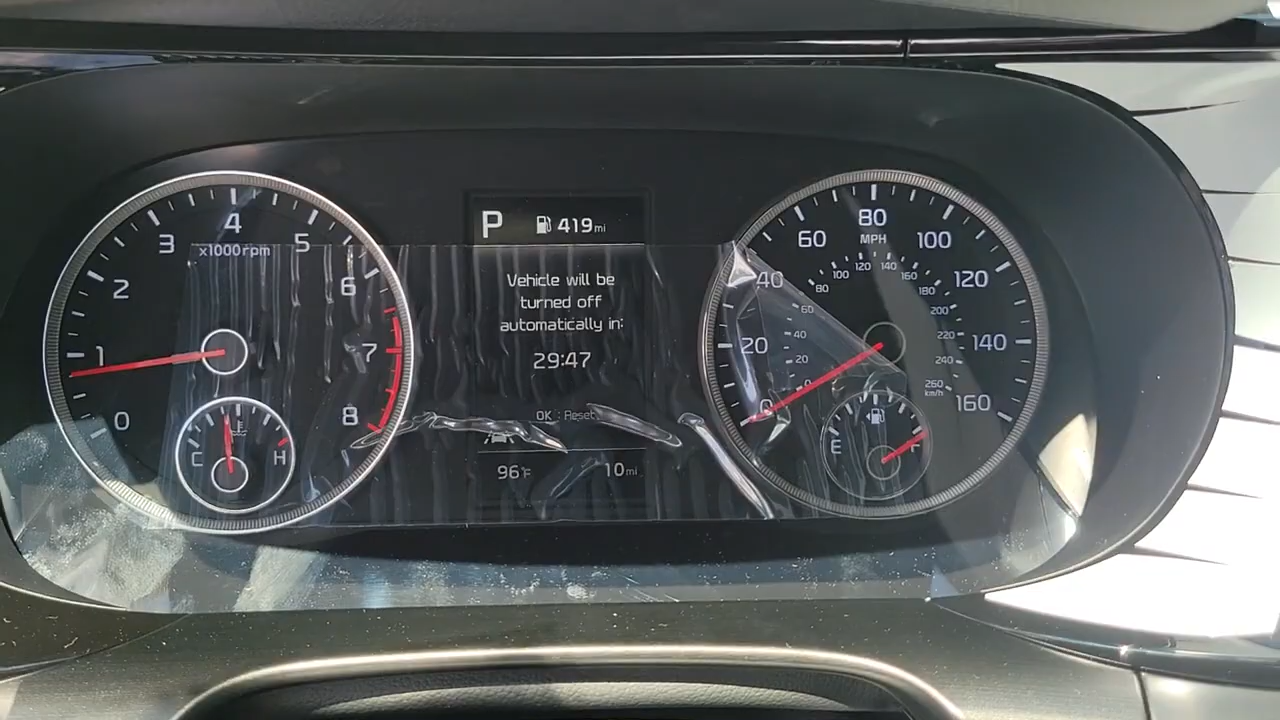 4
3
5
x1000rpm
2
6
1
7
0
8
C
H
P
419mi
Vehicle will be
turned off
automatically in:
29:47
OK : Reset
96°F
10mi
80
60
MPH
100
40
120
20
140
0
160
120
140
100
160
80
180
60
200
40
220
20
240
0
260
km/h
E
F